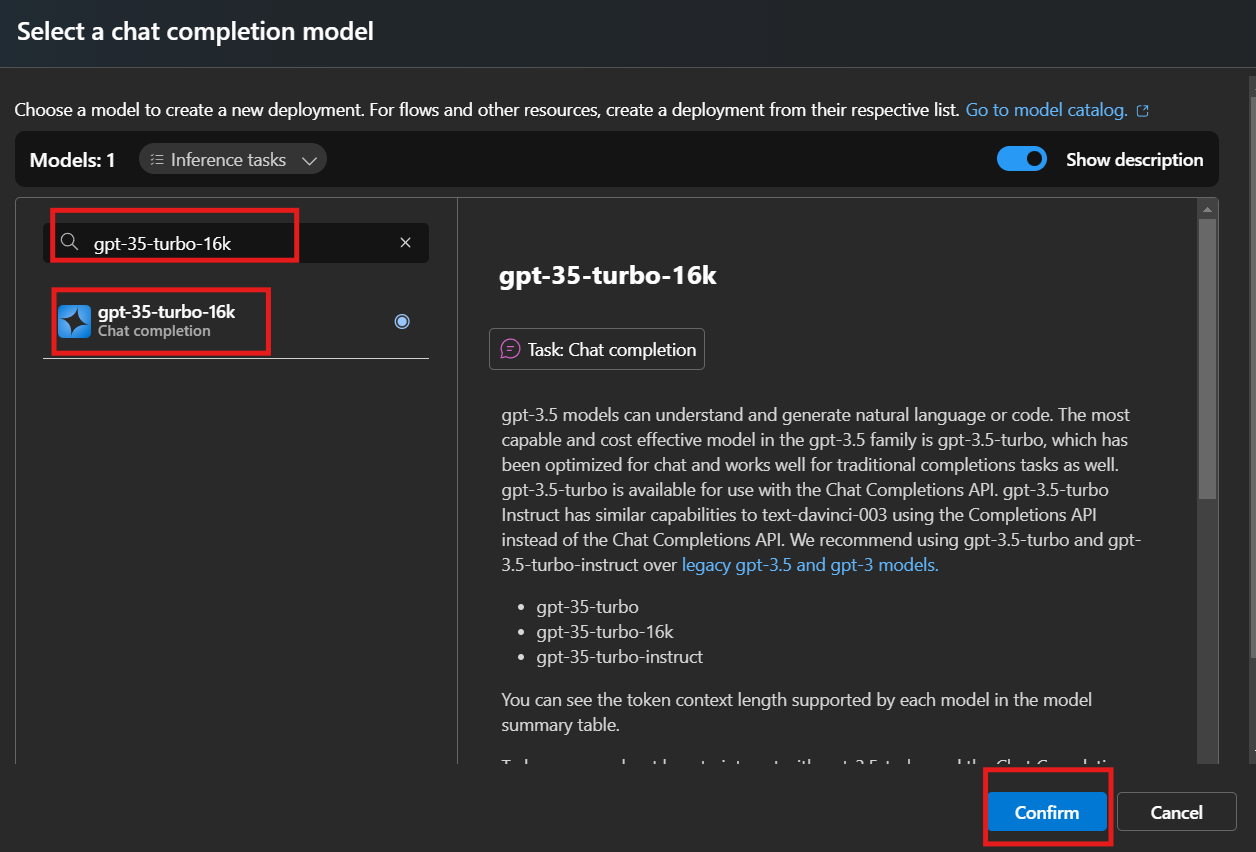 Select a chat completion model
Choose a model to create a new deployment. For flows and other resources, create a deployment from their respective list. Go to model catalog.
Models: 1
Inference tasks
Show description
gpt-35-turbo-16k
gpt-35-turbo-16k
Chat completion
gpt-35-turbo-16k
Task: Chat completion
gpt-3.5 models can understand and generate natural language or code. The most
capable and cost effective model in the gpt-3.5 family is gpt-3.5-turbo, which has
been optimized for chat and works well for traditional completions tasks as well.
gpt-3.5-turbo is available for use with the Chat Completions API. gpt-3.5-turbo
Instruct has similar capabilities to text-davinci-003 using the Completions API
instead of the Chat Completions API. We recommend using gpt-3.5-turbo and gpt-
3.5-turbo-instruct over legacy gpt-3.5 and gpt-3 models.
• gpt-35-turbo
• gpt-35-turbo-16k
• gpt-35-turbo-instruct
You can see the token context length supported by each model in the model
summary table.
Confirm
Cancel